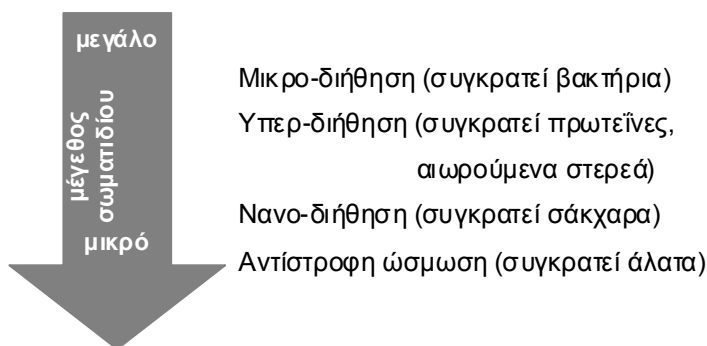 μεγάλο
μέγεθος
σωματιδίου
μικρό
Μικρο-διήθηση (συγκρατεί βακτήρια)
Υπερ-διήθηση (συγκρατεί πρωτεΐνες,
αιωρούμενα στερεά)
Νανο-διήθηση (συγκρατεί σάκχαρα)
Αντίστροφη ώσμωση (συγκρατεί άλατα)